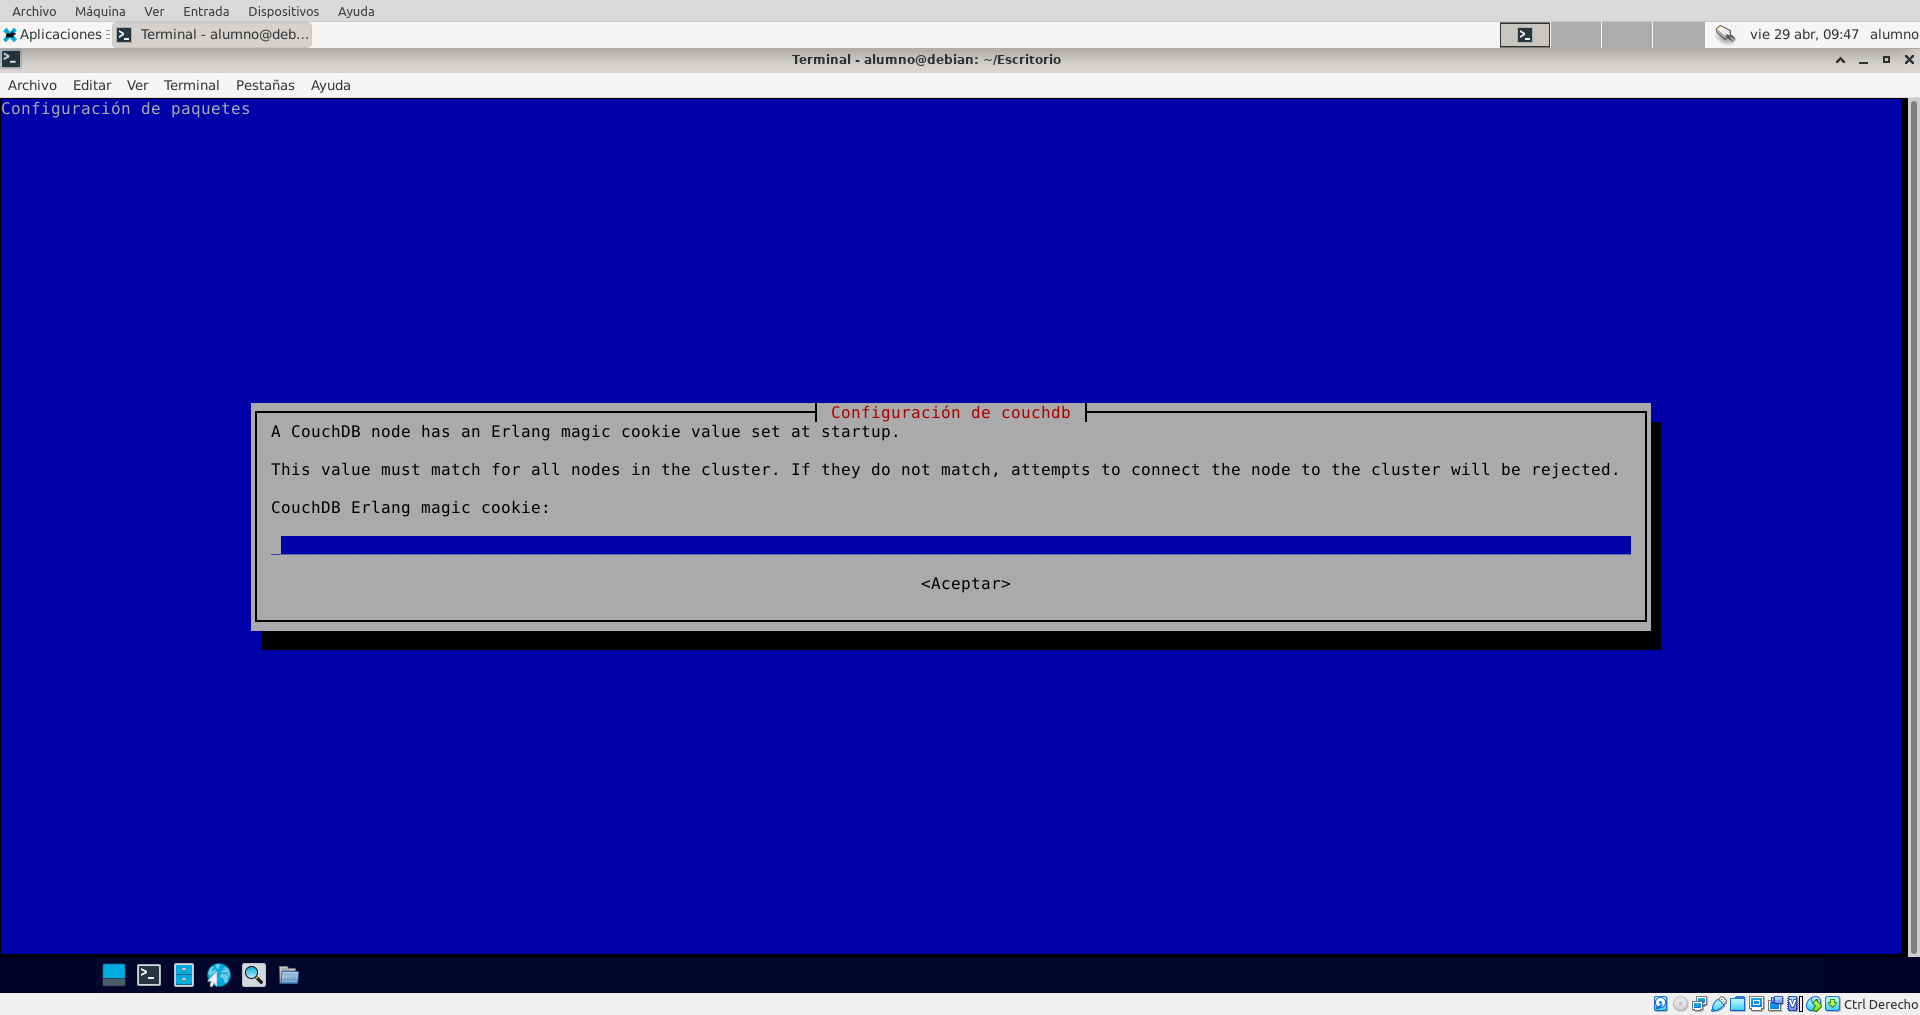 Archivo Máquina Ver Entrada Dispositivos Ayuda
Aplicaciones Terminal - alumno@deb... vie 29 abr, 09:47 alumno
Terminal - alumno@debian: ~/Escritorio
Archivo Editar Ver Terminal Pestañas Ayuda
Configuración de paquetes
Configuración de couchdb
A CouchDB node has an Erlang magic cookie value set at startup.
This value must match for all nodes in the cluster. If they do not match, attempts to connect the node to the cluster will be rejected.
CouchDB Erlang magic cookie:
<Aceptar>
Ctrl Derecho